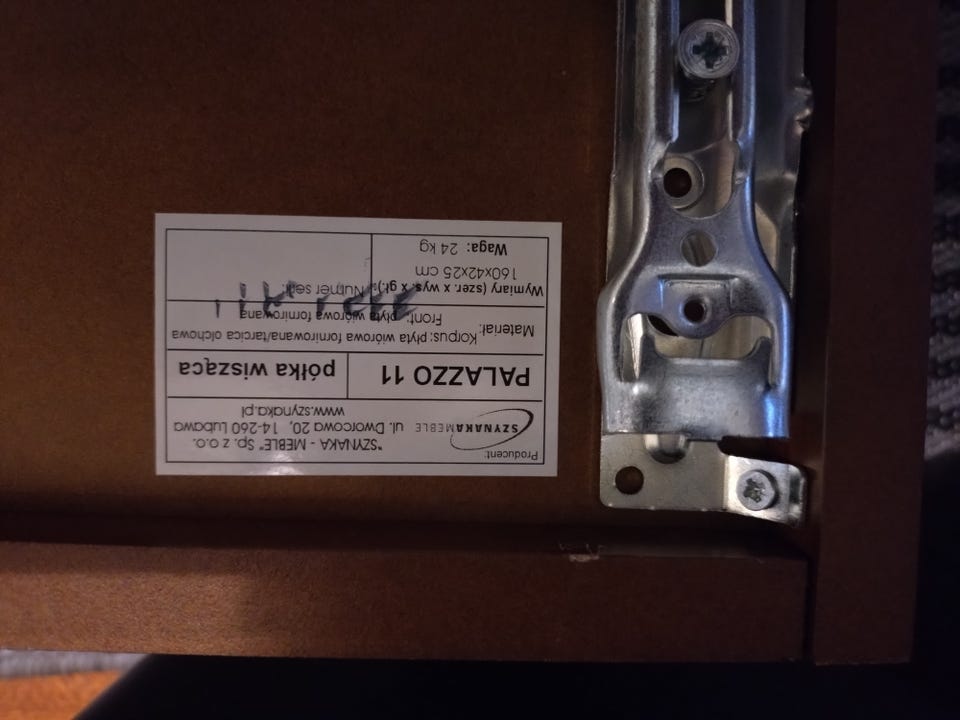 Producent:
SZYNAKA MEBLE
"SZYNAKA - MEBLE" Sp. z o.o.
ul. Dworcowa 20, 14-260 Lubawa
www.szynaka.pl
PALAZZO 11
półka wisząca
Materiał:
Korpus: płyta wiórowa fornirowana/tarcica olchowa
Front: płyta wiórowa fornirowana
Wymiary (szer. x wys. x gł.):
160x42x25 cm
Waga: 24 kg
Numer serii: